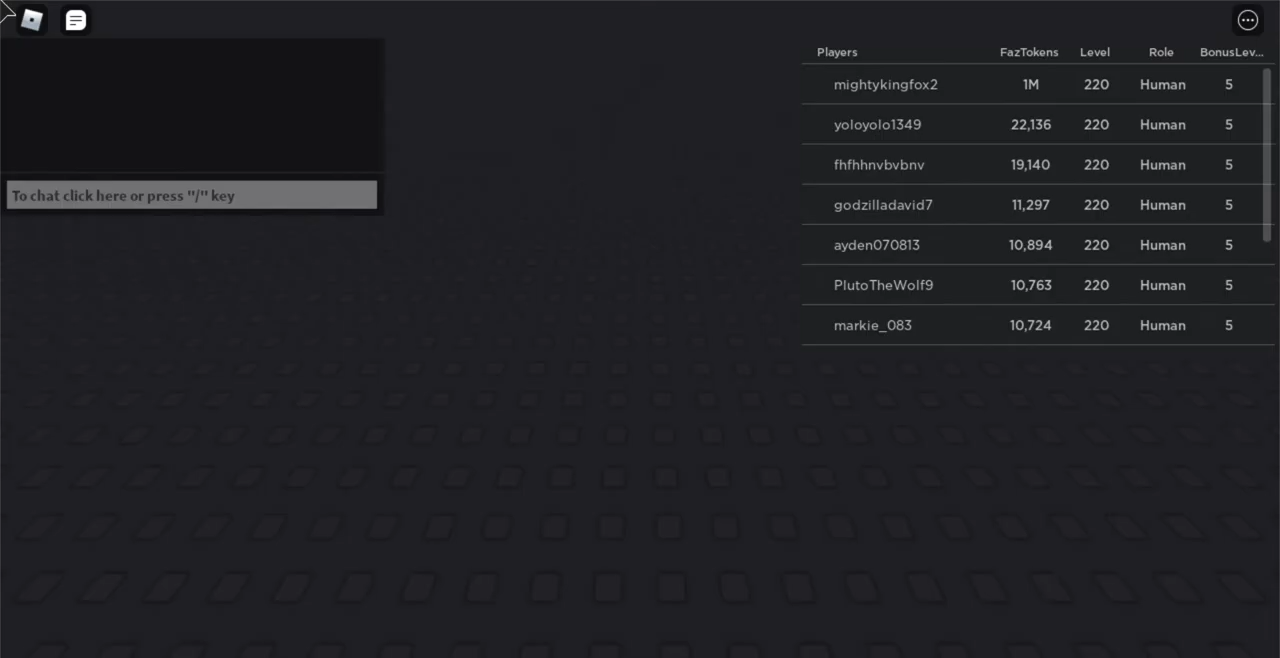 Players FazTokens Level Role BonusLev...
mightykingfox2 1M 220 Human 5
yoloyolo1349 22,136 220 Human 5
fhfhhnvbvbnv 19,140 220 Human 5
godzilladavid7 11,297 220 Human 5
ayden070813 10,894 220 Human 5
PlutoTheWolf9 10,763 220 Human 5
markie_083 10,724 220 Human 5
To chat click here or press "/" key